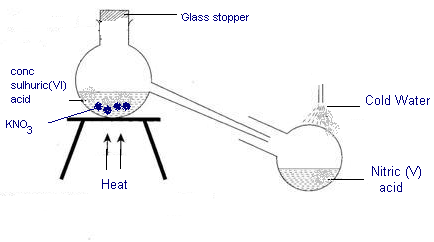 Glass stopper
conc
sulhuric(VI)
acid
KNO3
Heat
Cold Water
Nitric (V)
acid